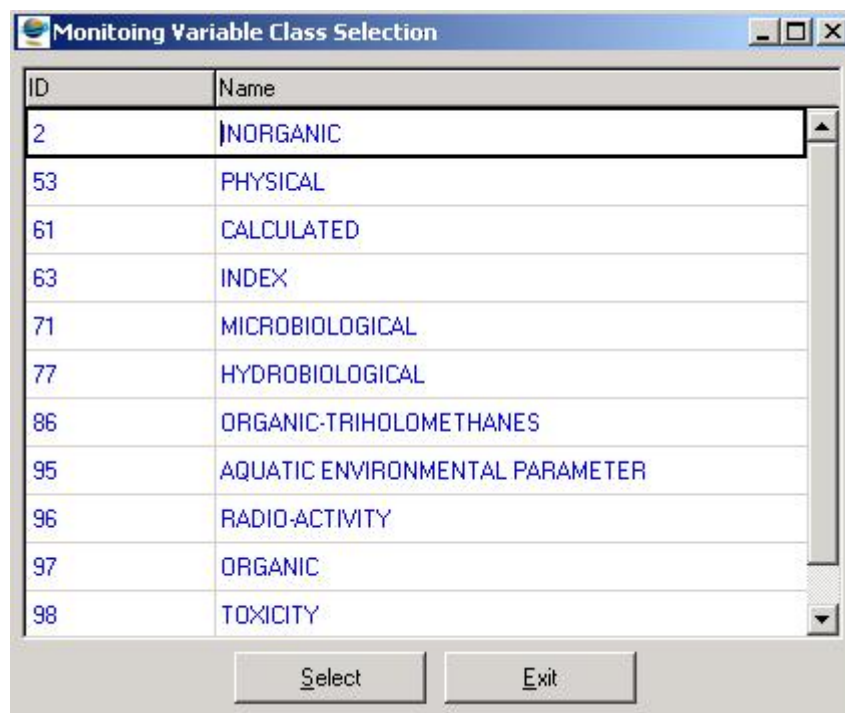 Monitoing Variable Class Selection
ID Name
2 INORGANIC
53 PHYSICAL
61 CALCULATED
63 INDEX
71 MICROBIOLOGICAL
77 HYDROBIOLOGICAL
86 ORGANIC-TRIHOLOMETHANES
95 AQUATIC ENVIRONMENTAL PARAMETER
96 RADIO-ACTIVITY
97 ORGANIC
98 TOXICITY
Select Exit